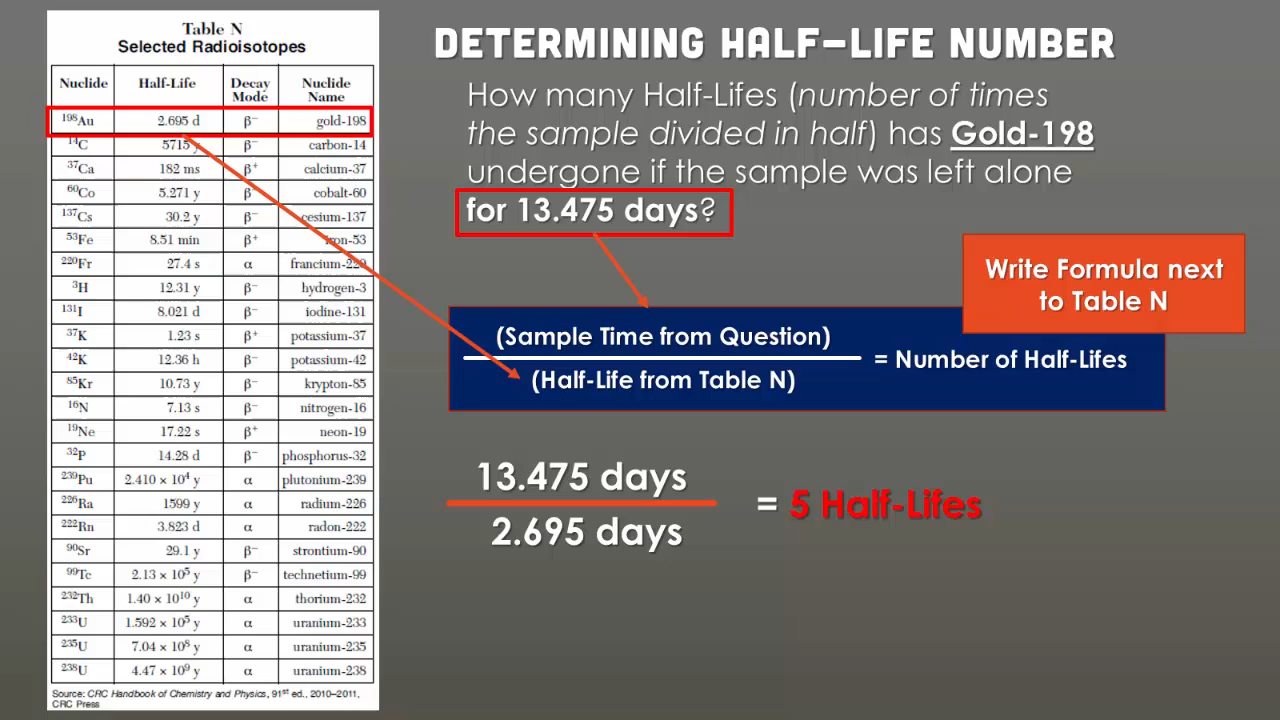 Table N
Selected Radioisotopes
Nuclide Half-Life Decay Mode Nuclide Name
¹⁹⁸Au 2.695 d β⁻ gold-198
¹⁴C 5715 y β⁻ carbon-14
³⁷Ca 182 ms β⁺ calcium-37
⁶⁰Co 5.271 y β⁻ cobalt-60
¹³⁷Cs 30.2 y β⁻ cesium-137
⁵³Fe 8.51 min β⁺ iron-53
²²⁰Fr 27.4 s α francium-220
³H 12.31 y β⁻ hydrogen-3
¹³¹I 8.021 d β⁻ iodine-131
³⁷K 1.23 s β⁺ potassium-37
⁴²K 12.36 h β⁻ potassium-42
⁸⁵Kr 10.73 y β⁻ krypton-85
¹⁶N 7.13 s β⁻ nitrogen-16
¹⁹Ne 17.22 s β⁺ neon-19
³²P 14.28 d β⁻ phosphorus-32
²³⁹Pu 2.410 × 10⁴ y α plutonium-239
²²⁶Ra 1599 y α radium-226
²²²Rn 3.823 d α radon-222
⁹⁰Sr 29.1 y β⁻ strontium-90
⁹⁹Tc 2.13 × 10⁵ y β⁻ technetium-99
²³²Th 1.40 × 10¹⁰ y α thorium-232
²³³U 1.592 × 10⁵ y α uranium-233
²³⁵U 7.04 × 10⁸ y α uranium-235
²³⁸U 4.47 × 10⁹ y α uranium-238
Source: CRC Handbook of Chemistry and Physics, 91ˢᵗ ed., 2010–2011,
CRC Press
DETERMINING HALF-LIFE NUMBER
How many Half-Lifes (number of times
the sample divided in half) has Gold-198
undergone if the sample was left alone
for 13.475 days?
Write Formula next
to Table N
(Sample Time from Question)
(Half-Life from Table N)
= Number of Half-Lifes
13.475 days
2.695 days
= 5 Half-Lifes